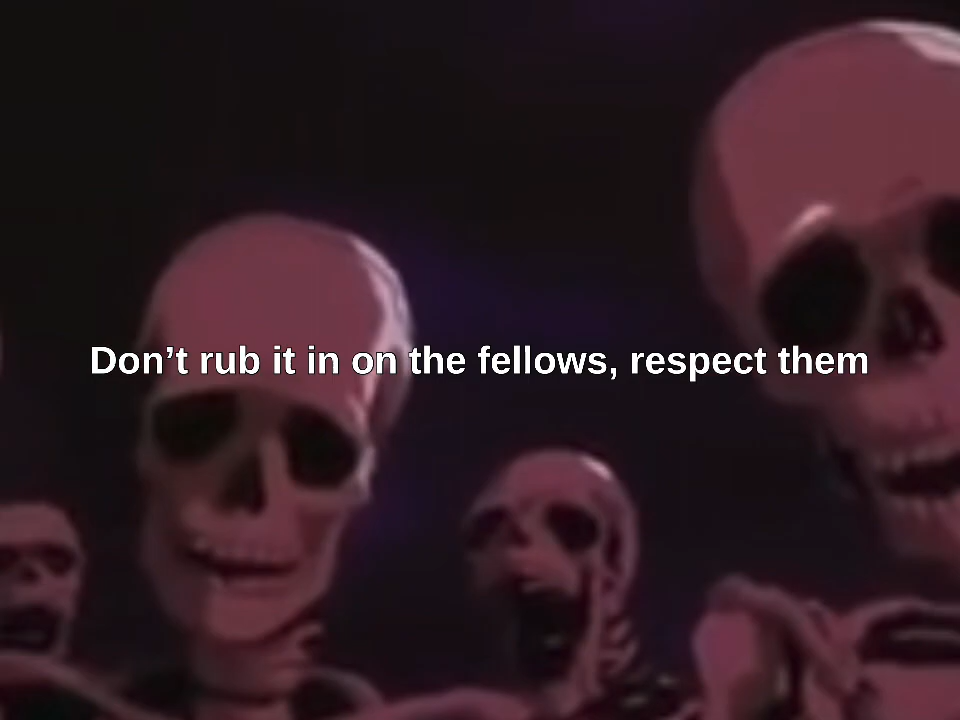 Don’t rub it in on the fellows, respect them